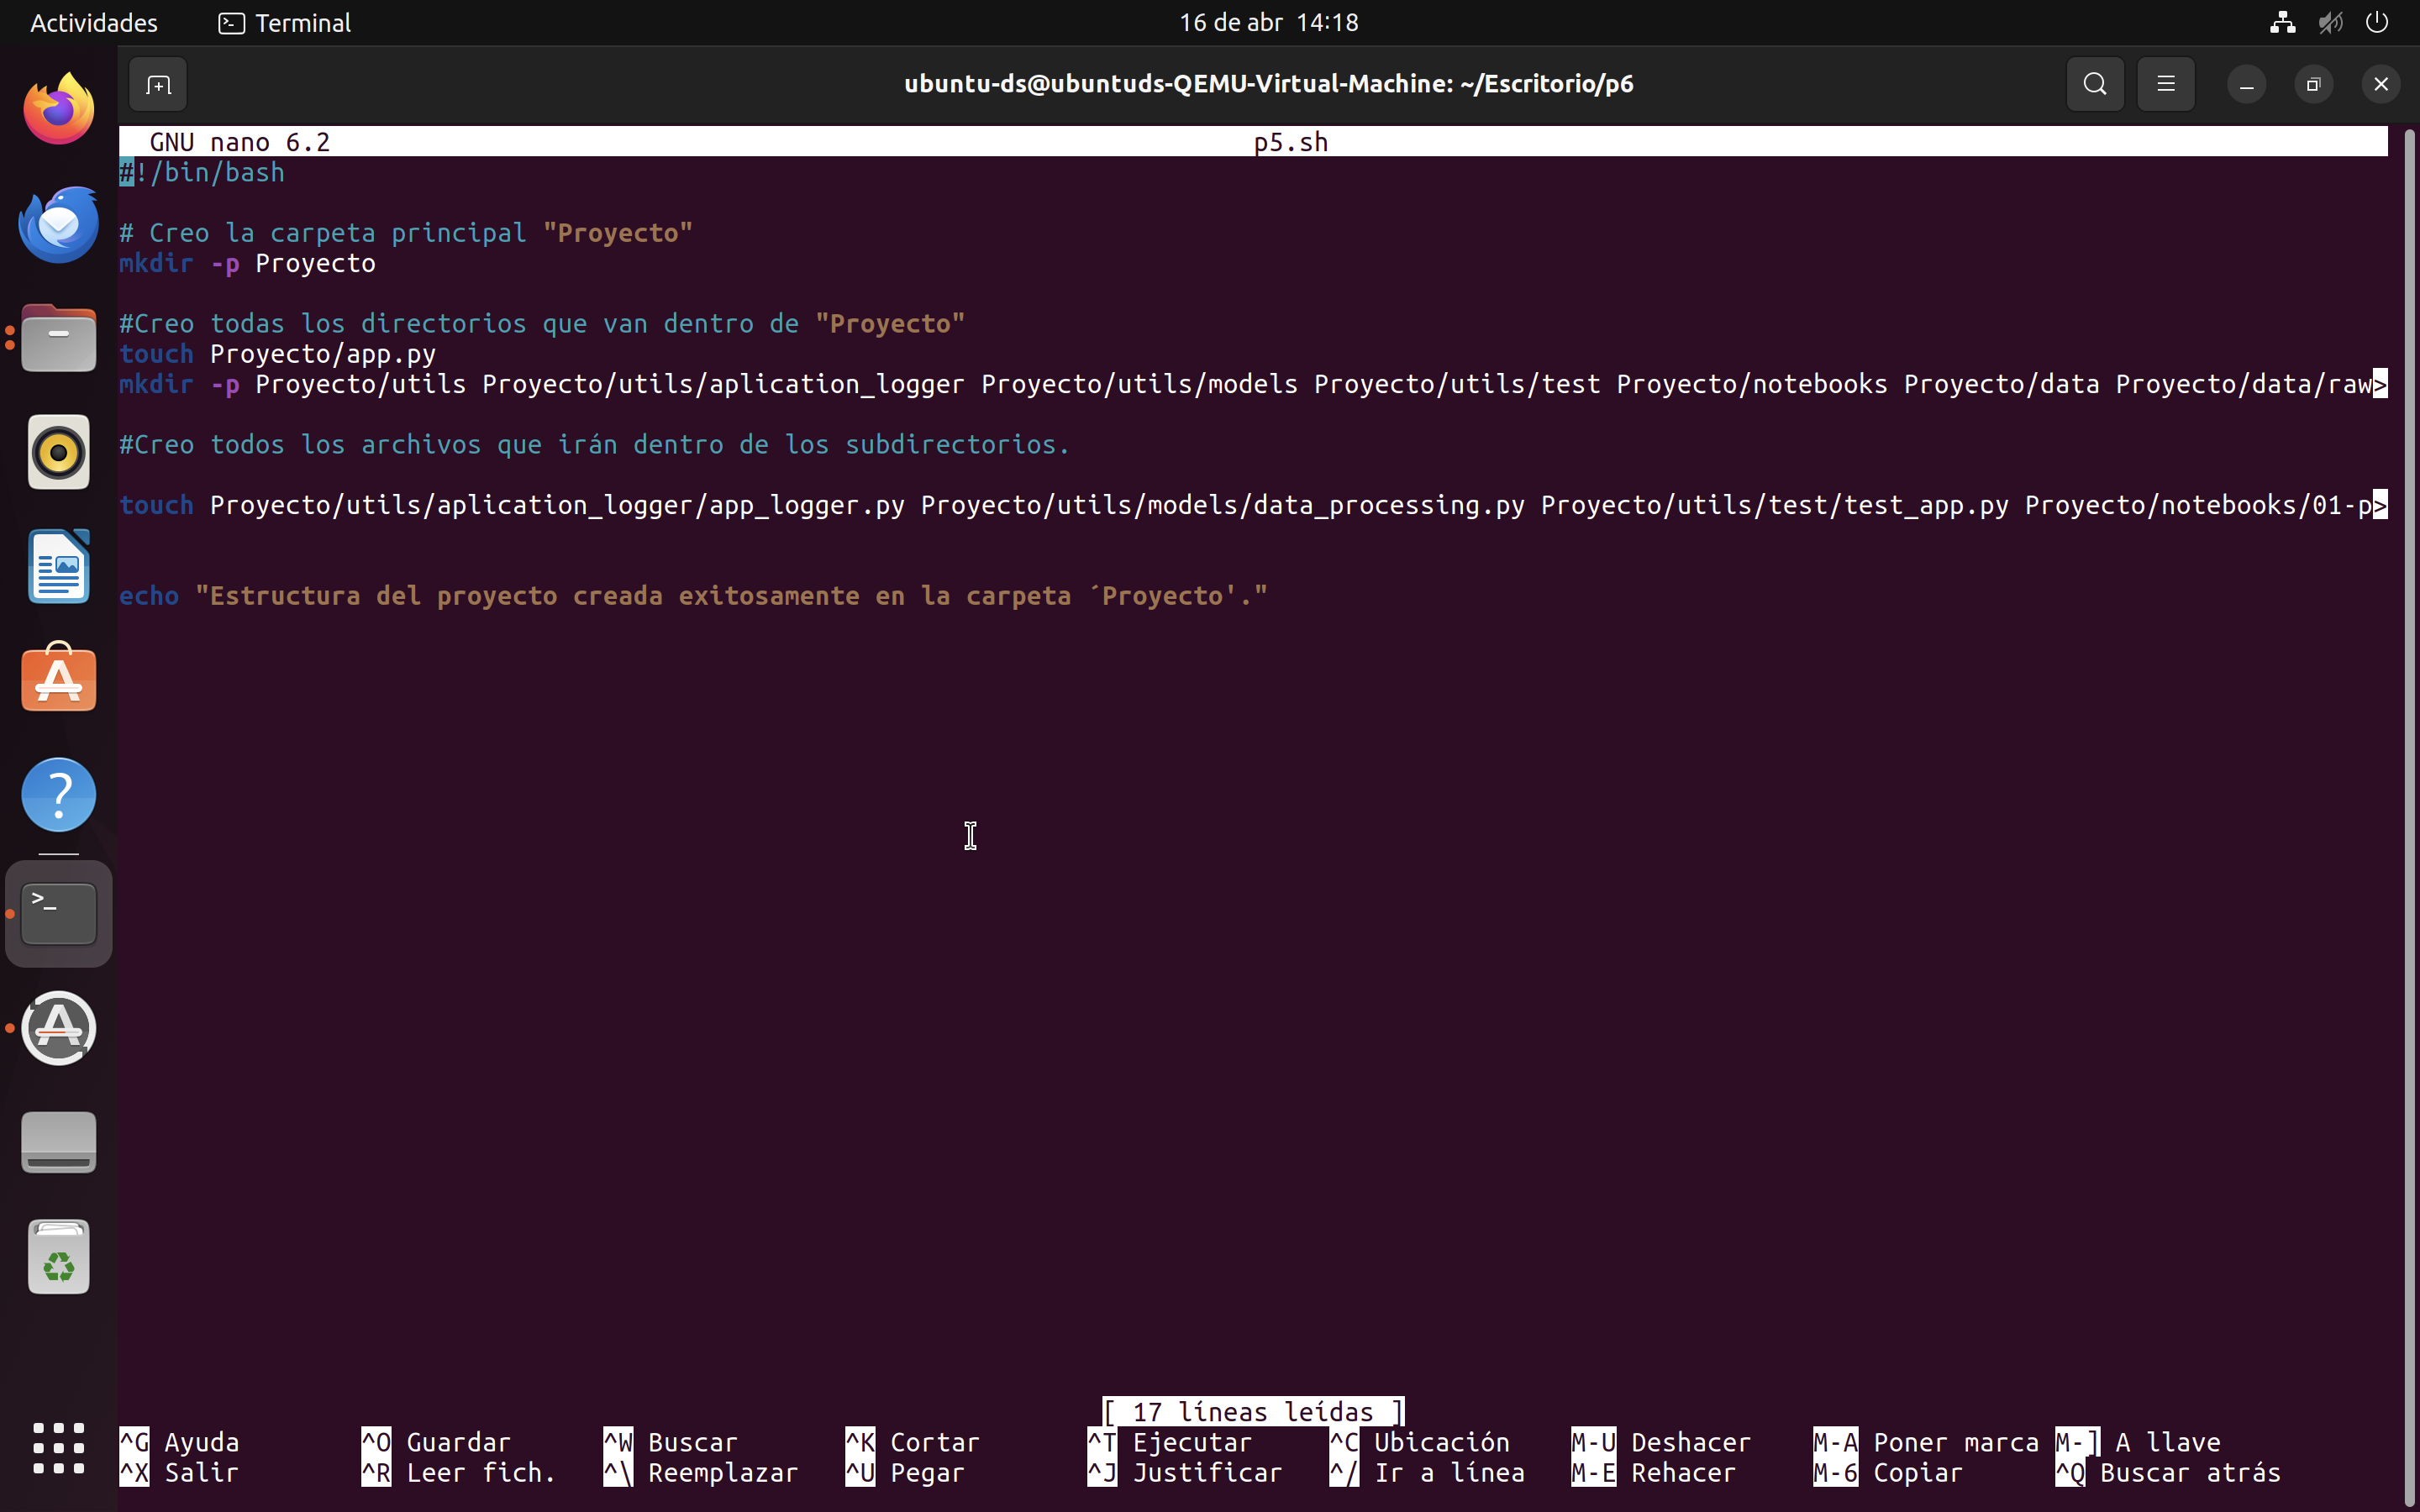 Actividades Terminal 16 de abr 14:18
ubuntu-ds@ubuntuds-QEMU-Virtual-Machine: ~/Escritorio/p6
GNU nano 6.2 p5.sh
#!/bin/bash
# Creo la carpeta principal "Proyecto"
mkdir -p Proyecto
#Creo todas los directorios que van dentro de "Proyecto"
touch Proyecto/app.py
mkdir -p Proyecto/utils Proyecto/utils/aplication_logger Proyecto/utils/models Proyecto/utils/test Proyecto/notebooks Proyecto/data Proyecto/data/raw>
#Creo todos los archivos que irán dentro de los subdirectorios.
touch Proyecto/utils/aplication_logger/app_logger.py Proyecto/utils/models/data_processing.py Proyecto/utils/test/test_app.py Proyecto/notebooks/01-p>
echo "Estructura del proyecto creada exitosamente en la carpeta ´Proyecto'."
[ 17 líneas leídas ]
^G Ayuda ^O Guardar ^W Buscar ^K Cortar ^T Ejecutar ^C Ubicación M-U Deshacer M-A Poner marca M-] A llave
^X Salir ^R Leer fich. ^\ Reemplazar ^U Pegar ^J Justificar ^/ Ir a línea M-E Rehacer M-6 Copiar ^Q Buscar atrás